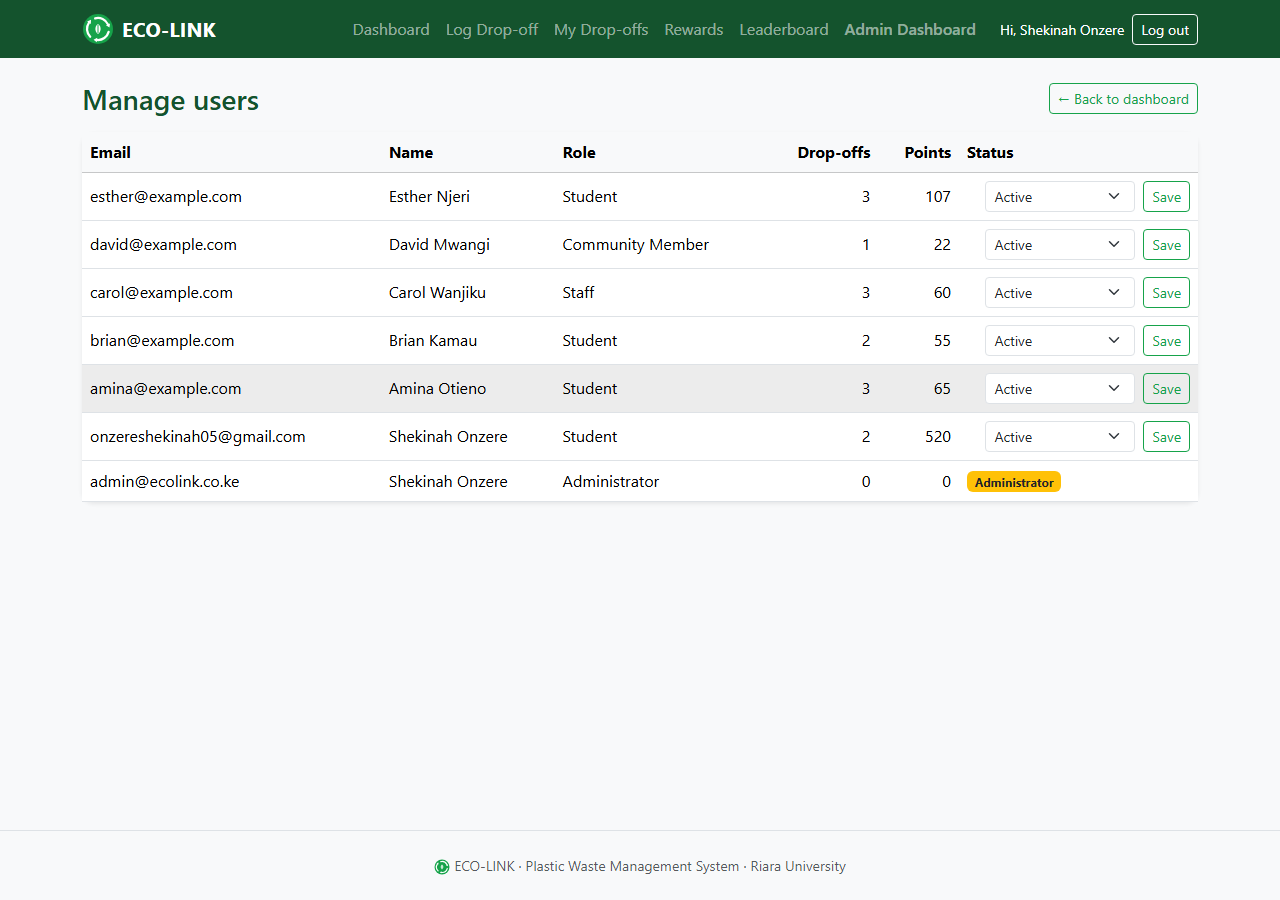 ECO-LINK Dashboard Log Drop-off My Drop-offs Rewards Leaderboard Admin Dashboard Hi, Shekinah Onzere Log out
Manage users ← Back to dashboard
Email Name Role Drop-offs Points Status
esther@example.com Esther Njeri Student 3 107 Active Save
david@example.com David Mwangi Community Member 1 22 Active Save
carol@example.com Carol Wanjiku Staff 3 60 Active Save
brian@example.com Brian Kamau Student 2 55 Active Save
amina@example.com Amina Otieno Student 3 65 Active Save
onzereshekinah05@gmail.com Shekinah Onzere Student 2 520 Active Save
admin@ecolink.co.ke Shekinah Onzere Administrator 0 0 Administrator
ECO-LINK · Plastic Waste Management System · Riara University